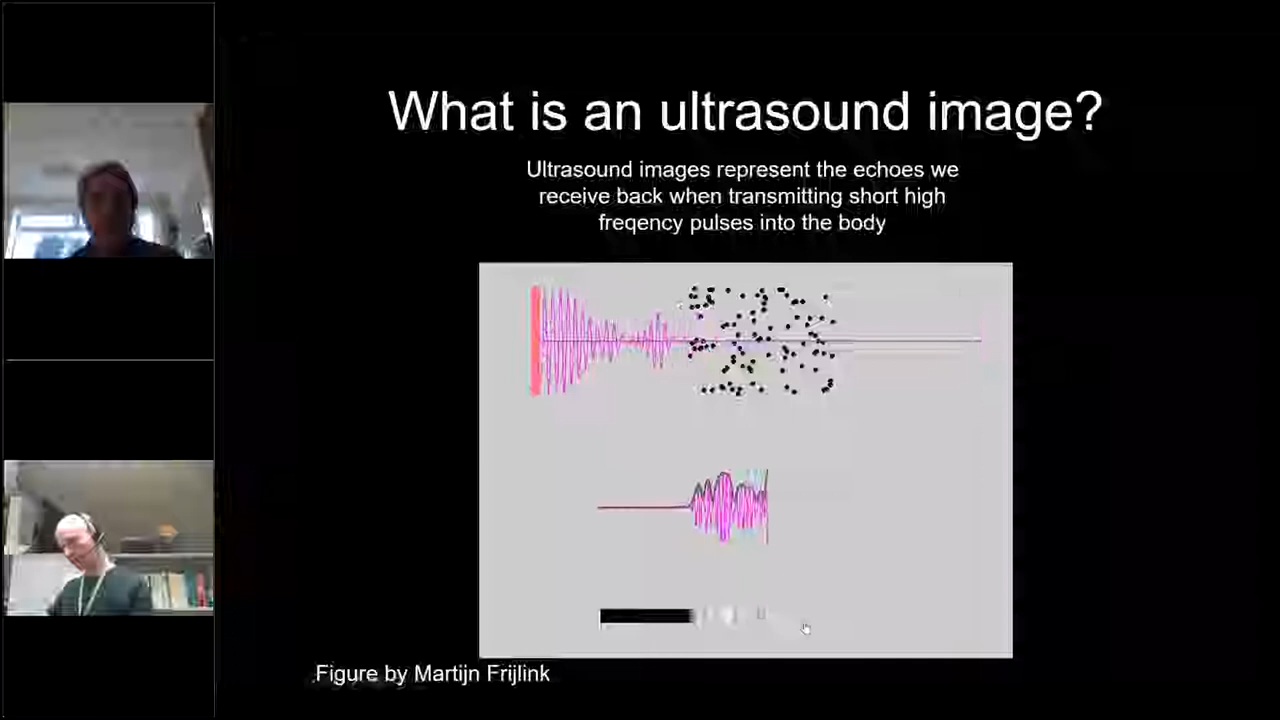 What is an ultrasound image?
Ultrasound images represent the echoes we
receive back when transmitting short high
freqency pulses into the body
Figure by Martijn Frijlink